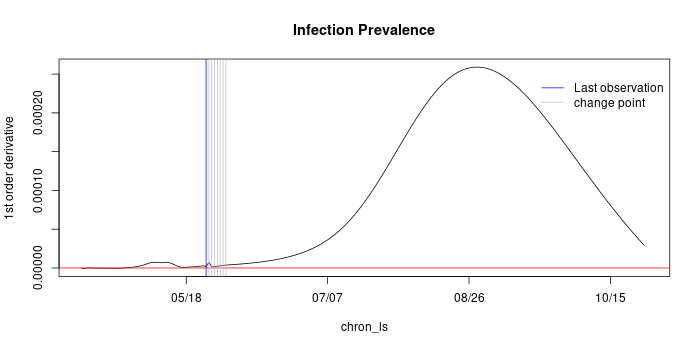 Infection Prevalence
1st order derivative
0.00020
0.00010
0.00000
Last observation
change point
05/18 07/07 08/26 10/15
chron_ls